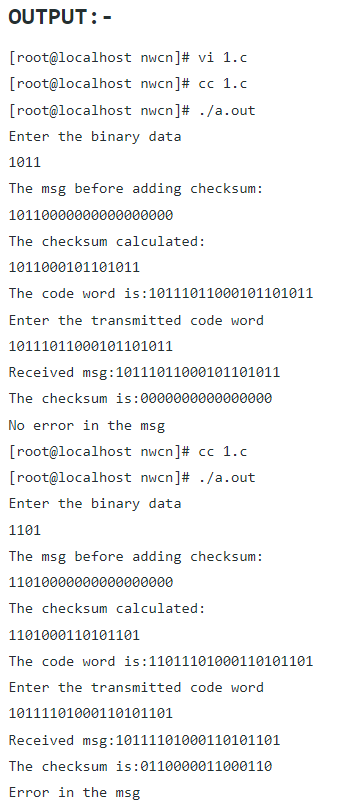 OUTPUT:-
[root@localhost nwcn]# vi 1.c
[root@localhost nwcn]# cc 1.c
[root@localhost nwcn]# ./a.out
Enter the binary data
1011
The msg before adding checksum:
10110000000000000000
The checksum calculated:
1011000101101011
The code word is:10111011000101101011
Enter the transmitted code word
10111011000101101011
Received msg:10111011000101101011
The checksum is:0000000000000000
No error in the msg
[root@localhost nwcn]# cc 1.c
[root@localhost nwcn]# ./a.out
Enter the binary data
1101
The msg before adding checksum:
11010000000000000000
The checksum calculated:
1101000110101101
The code word is:11011101000110101101
Enter the transmitted code word
10111101000110101101
Received msg:10111101000110101101
The checksum is:0110000011000110
Error in the msg